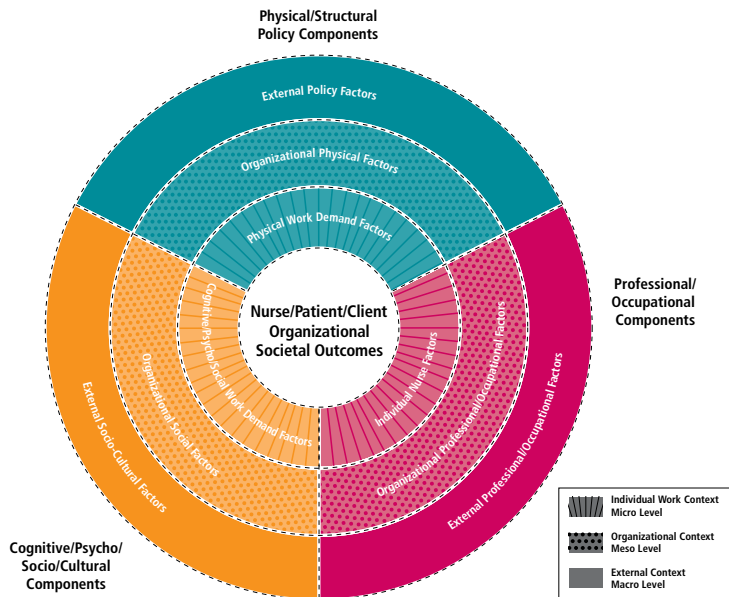 Physical/Structural
Policy Components
External Policy Factors
Organizational Physical Factors
Physical Work Demand Factors
Nurse/Patient/Client
Organizational
Societal Outcomes
Professional/
Occupational
Components
Individual Nurse Factors
Organizational Professional/Occupational Factors
External Professional/Occupational Factors
Cognitive/Psycho/Social Work Demand Factors
Organizational Social Factors
External Socio-Cultural Factors
Cognitive/Psycho/
Socio/Cultural
Components
Individual Work Context
Micro Level
Organizational Context
Meso Level
External Context
Macro Level